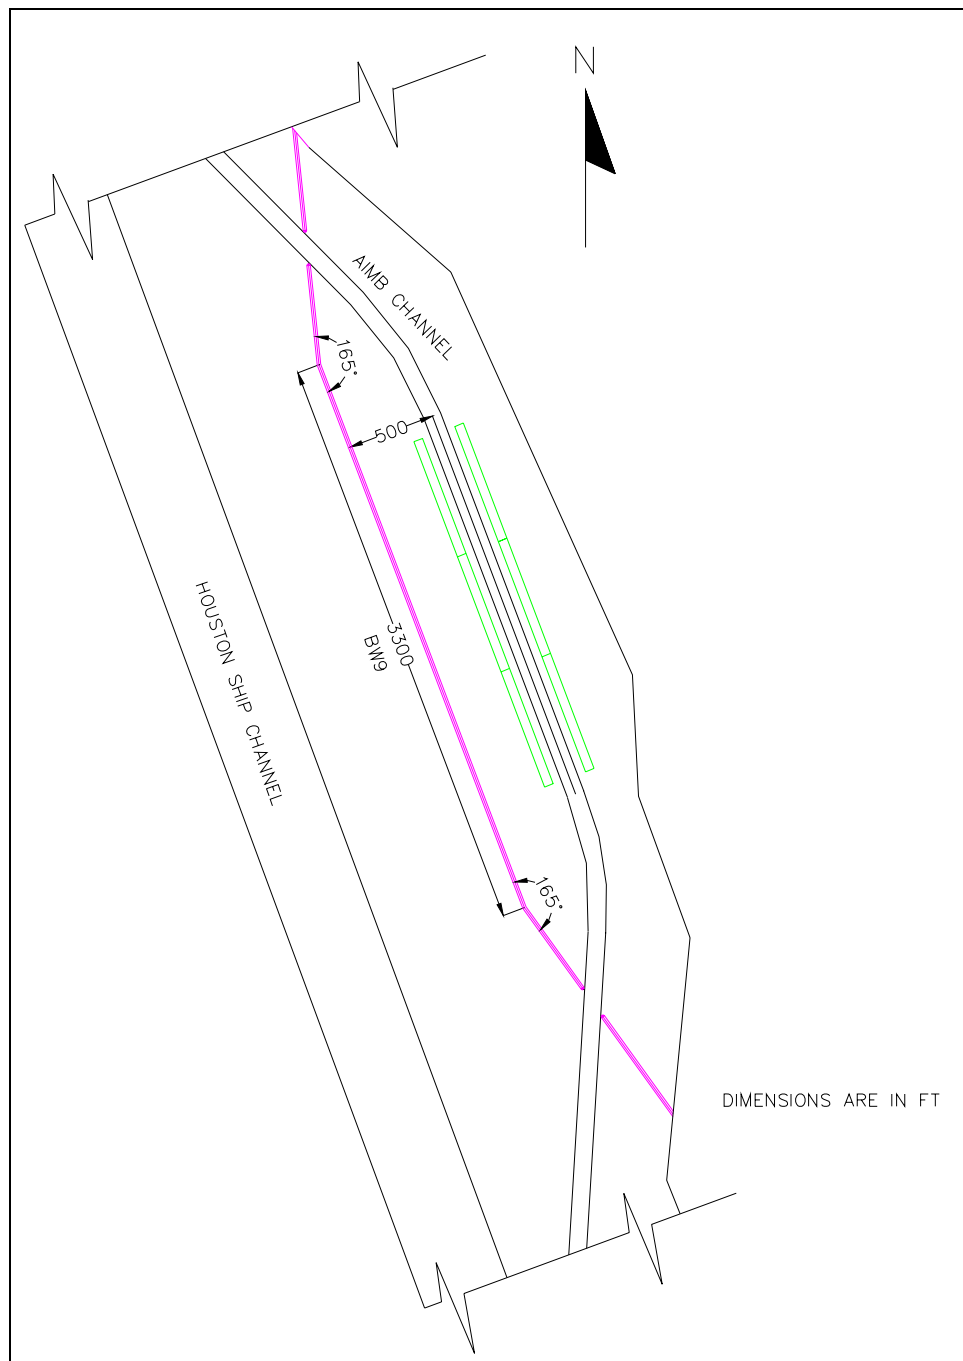 N
AIMB CHANNEL
165°
500
HOUSTON SHIP CHANNEL
3300
BW9
165°
DIMENSIONS ARE IN FT